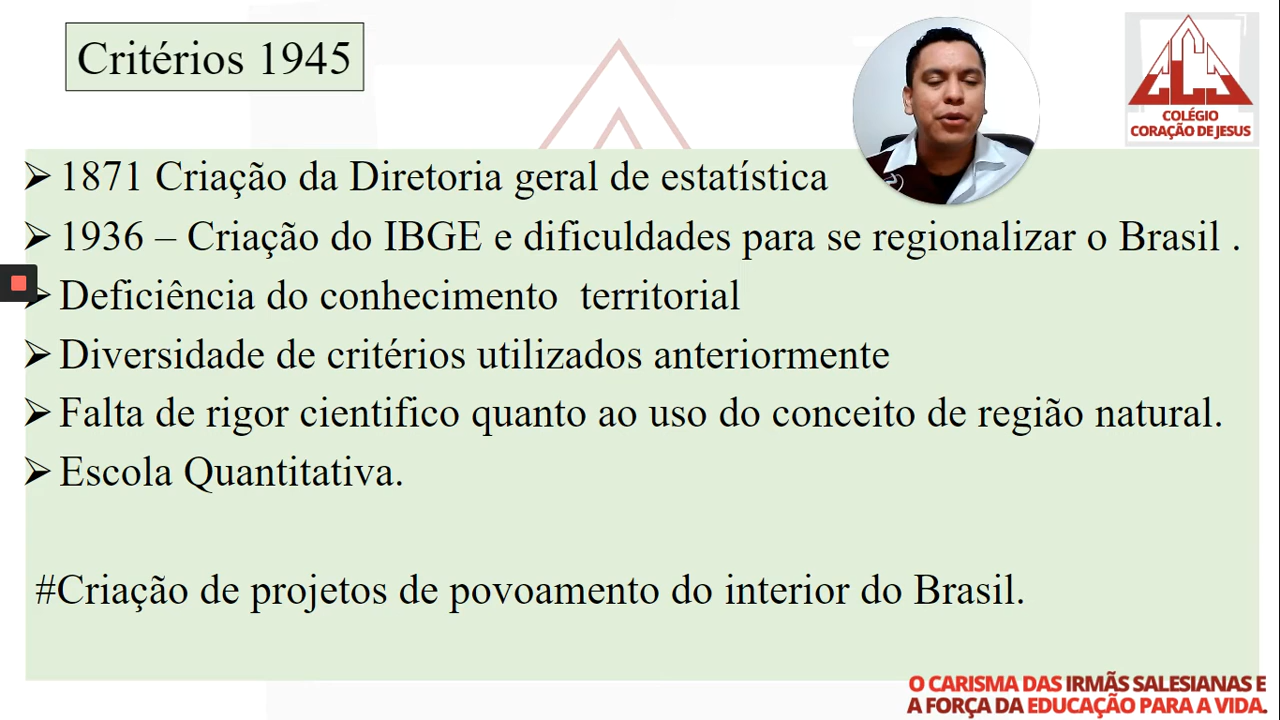 Critérios 1945
COLÉGIO
CORAÇÃO DE JESUS
1871 Criação da Diretoria geral de estatística
1936 – Criação do IBGE e dificuldades para se regionalizar o Brasil .
Deficiência do conhecimento territorial
Diversidade de critérios utilizados anteriormente
Falta de rigor cientifico quanto ao uso do conceito de região natural.
Escola Quantitativa.
#Criação de projetos de povoamento do interior do Brasil.
O CARISMA DAS IRMÃS SALESIANAS E
A FORÇA DA EDUCAÇÃO PARA A VIDA.